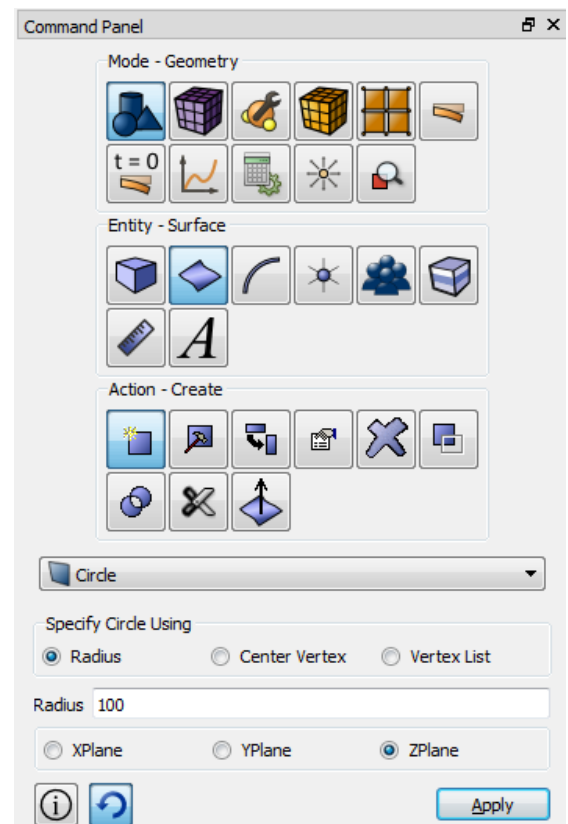 Command Panel
Mode - Geometry
t = 0
Entity - Surface
A
Action - Create
Circle
Specify Circle Using
Radius Center Vertex Vertex List
Radius 100
XPlane YPlane ZPlane
i Apply